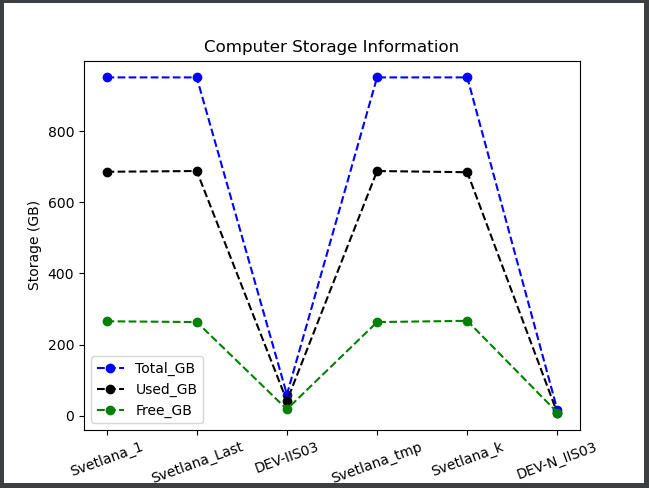 Computer Storage Information
Storage (GB)
800
600
400
200
0
Total_GB
Used_GB
Free_GB
Svetlana_1
Svetlana_Last
DEV-IIS03
Svetlana_tmp
Svetlana_k
DEV-N_IIS03